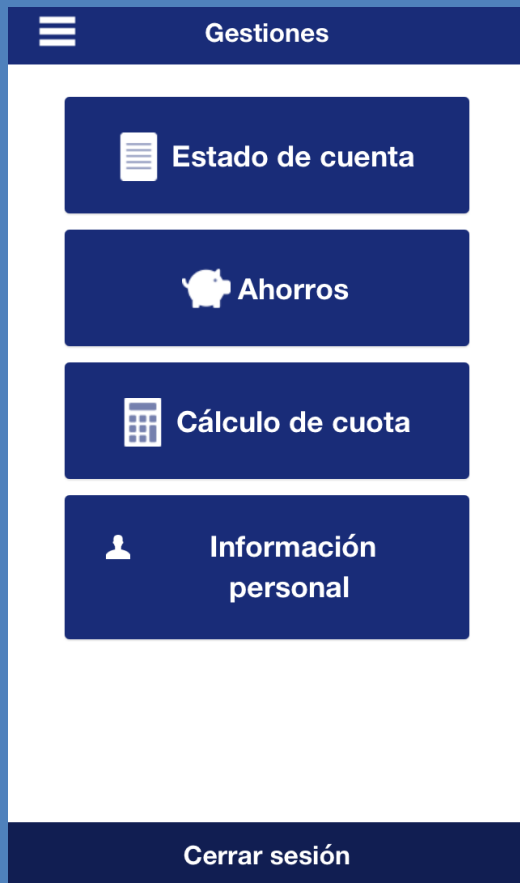 Gestiones
Estado de cuenta
Ahorros
Cálculo de cuota
Información
personal
Cerrar sesión